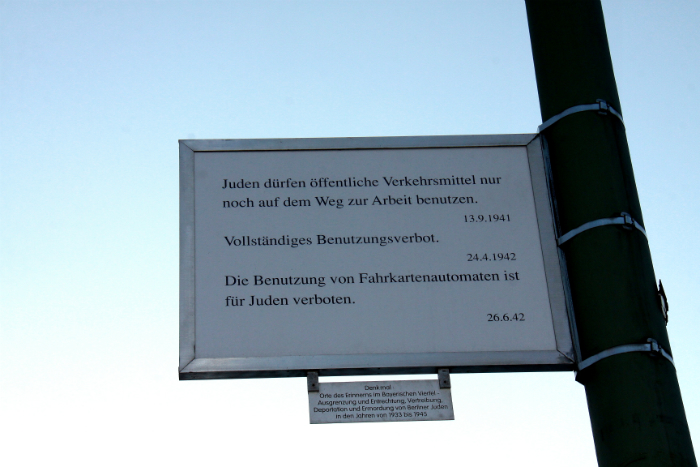 Juden dürfen öffentliche Verkehrsmittel nur
noch auf dem Weg zur Arbeit benutzen.
13.9.1941
Vollständiges Benutzungsverbot.
24.4.1942
Die Benutzung von Fahrkartenautomaten ist
für Juden verboten.
26.6.42
Denkmal
Orte des Erinnerns im Bayerischen Viertel -
Ausgrenzung und Entrechtung, Vertreibung,
Deportation und Ermordung von Berliner Juden
in den Jahren von 1933 bis 1945